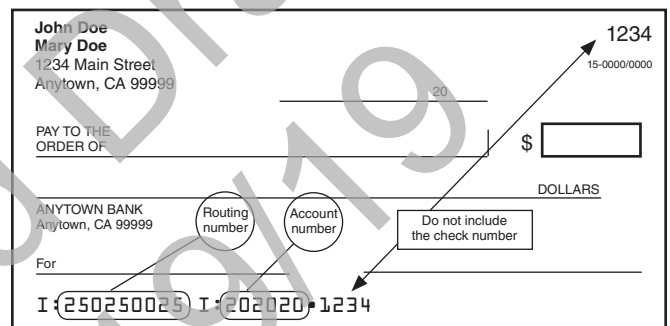 John Doe
1234
Mary Doe
1234 Main Street
15-0000/0000
Anytown, CA 99999
20
PAY TO THE
ORDER OF
$
DOLLARS
ANYTOWN BANK
Anytown, CA 99999
Routing
number
Account
number
Do not include
the check number
For
I:250250025 I:202020•1234